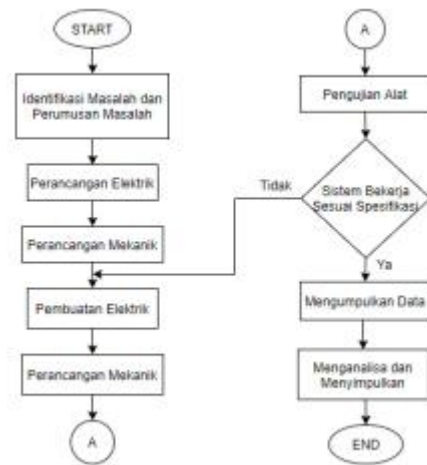 START
Identifikasi Masalah dan
Perumusan Masalah
Perancangan Elektrik
Perancangan Mekanik
Pembuatan Elektrik
Perancangan Mekanik
A
A
Pengujian Alat
Sistem Bekerja
Sesuai Spesifikasi
Tidak
Ya
Mengumpulkan Data
Menganalisa dan
Menyimpulkan
END